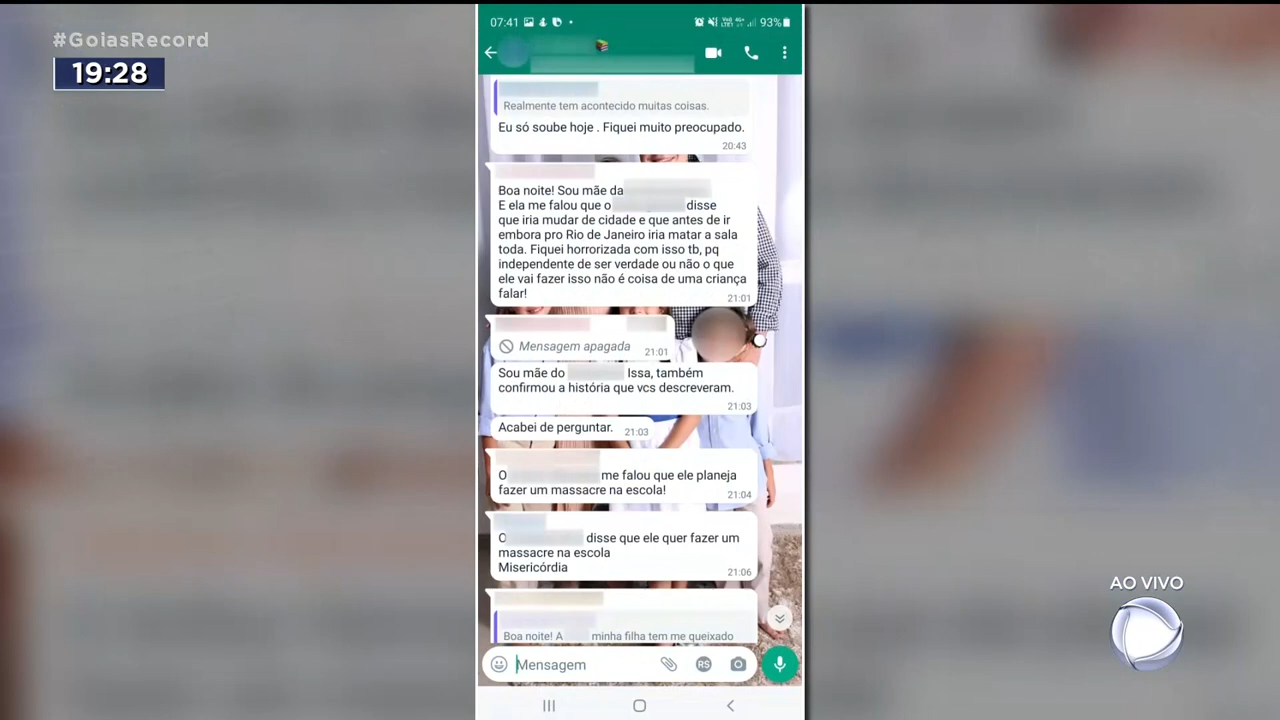 #GoiasRecord
19:28
07:41
93%
Realmente tem acontecido muitas coisas.
Eu só soube hoje . Fiquei muito preocupado.
20:43
Boa noite! Sou mãe da
E ela me falou que o disse
que iria mudar de cidade e que antes de ir
embora pro Rio de Janeiro iria matar a sala
toda. Fiquei horrorizada com isso tb, pq
independente de ser verdade ou não o que
ele vai fazer isso não é coisa de uma criança
falar!
21:01
Mensagem apagada
21:01
Sou mãe do Issa, também
confirmou a história que vcs descreveram.
21:03
Acabei de perguntar.
21:03
O me falou que ele planeja
fazer um massacre na escola!
21:04
O disse que ele quer fazer um
massacre na escola
Misericórdia
21:06
Boa noite! A minha filha tem me queixado
Mensagem
AO VIVO